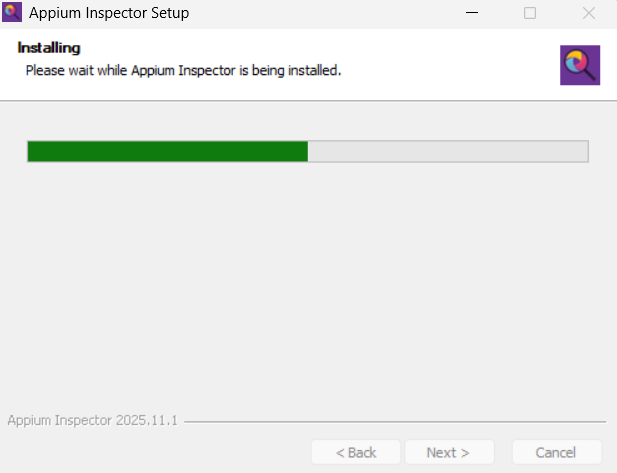 Appium Inspector Setup
Installing
Please wait while Appium Inspector is being installed.
Appium Inspector 2025.11.1
< Back
Next >
Cancel